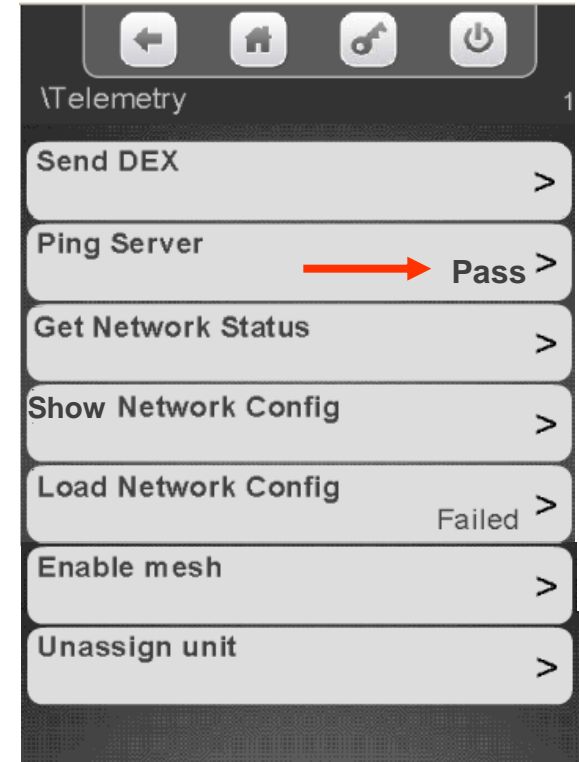 \Telemetry 1
Send DEX
>
Ping Server
Pass >
Get Network Status
>
Show Network Config
>
Load Network Config
Failed >
Enable mesh
>
Unassign unit
>